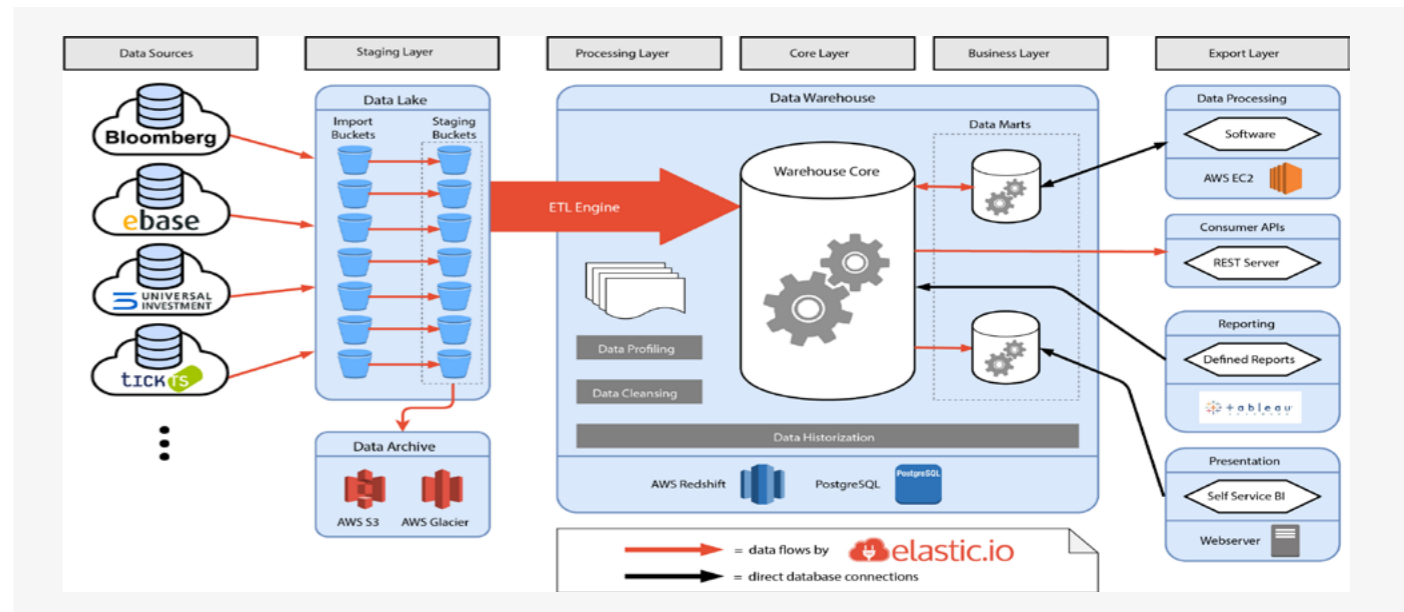 Data Sources
Staging Layer
Processing Layer
Core Layer
Business Layer
Export Layer
Bloomberg
ebase
UNIVERSAL
INVESTMENT
tick TS
Data Lake
Import
Buckets
Staging
Buckets
Data Archive
AWS S3
AWS Glacier
Data Warehouse
ETL Engine
Data Profiling
Data Cleansing
Data Historization
Warehouse Core
Data Marts
AWS Redshift
PostgreSQL
PostgreSQL
Data Processing
Software
AWS EC2
Consumer APIs
REST Server
Reporting
Defined Reports
+ableau
Presentation
Self Service BI
Webserver
= data flows by
elastic.io
= direct database connections